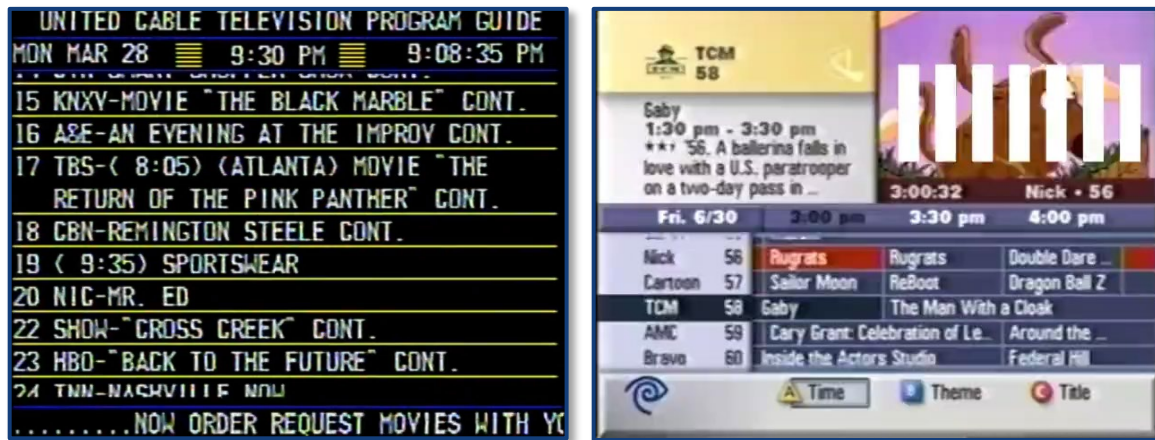 UNITED CABLE TELEVISION PROGRAM GUIDE
MON MAR 28 9:30 PM 9:08:35 PM
15 KNXV-MOVIE "THE BLACK MARBLE" CONT.
16 A&E-AN EVENING AT THE IMPROV CONT.
17 TBS-( 8:05) (ATLANTA) MOVIE "THE
RETURN OF THE PINK PANTHER" CONT.
18 CBN-REMINGTON STEELE CONT.
19 ( 9:35) SPORTSWEAR
20 NIC-MR. ED
22 SHOW-"CROSS CREEK" CONT.
23 HBO-"BACK TO THE FUTURE" CONT.
24 TNN-NASHVILLE NOW
.........NOW ORDER REQUEST MOVIES WITH
TCM
58
Gaby
1:30 pm - 3:30 pm
'56. A ballerina falls in
love with a U.S. paratrooper
on a two-day pass in ...
3:00:32 Nick • 56
Fri. 6/30 3:00 pm 3:30 pm 4:00 pm
Nick 56 Rugrats Rugrats Double Dare ...
Cartoon 57 Sailor Moon ReBoot Dragon Ball Z
TCM 58 Gaby The Man With a Cloak
AMC 59 Cary Grant: Celebration of Le... Around the ...
Bravo 60 Inside the Actors Studio Federal Hill
A Time B Theme C Title